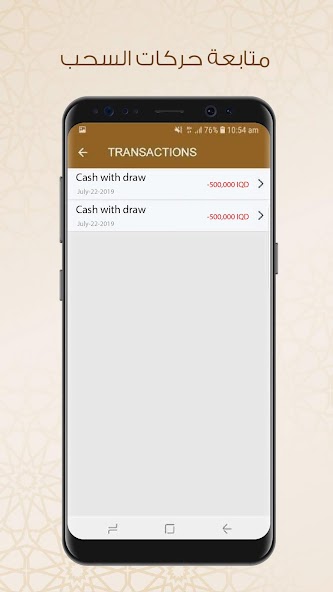 متابعة حركات السحب
76% 10:54 am
TRANSACTIONS
Cash with draw
-500,000 IQD
July-22-2019
Cash with draw
-500,000 IQD
July-22-2019